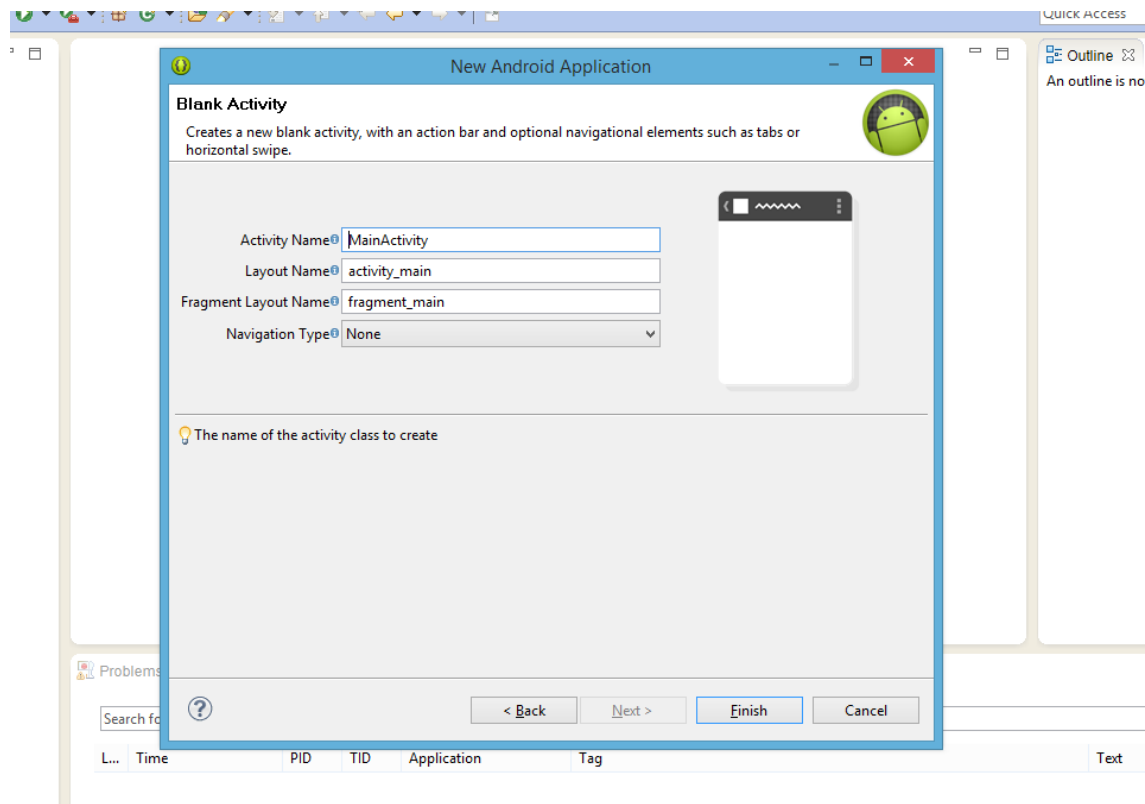 Quick Access
New Android Application
Outline
An outline is no
Blank Activity
Creates a new blank activity, with an action bar and optional navigational elements such as tabs or
horizontal swipe.
Activity Name MainActivity
Layout Name activity_main
Fragment Layout Name fragment_main
Navigation Type None
The name of the activity class to create
Problems
? < Back Next > Finish Cancel
Search fo
L... Time PID TID Application Tag Text